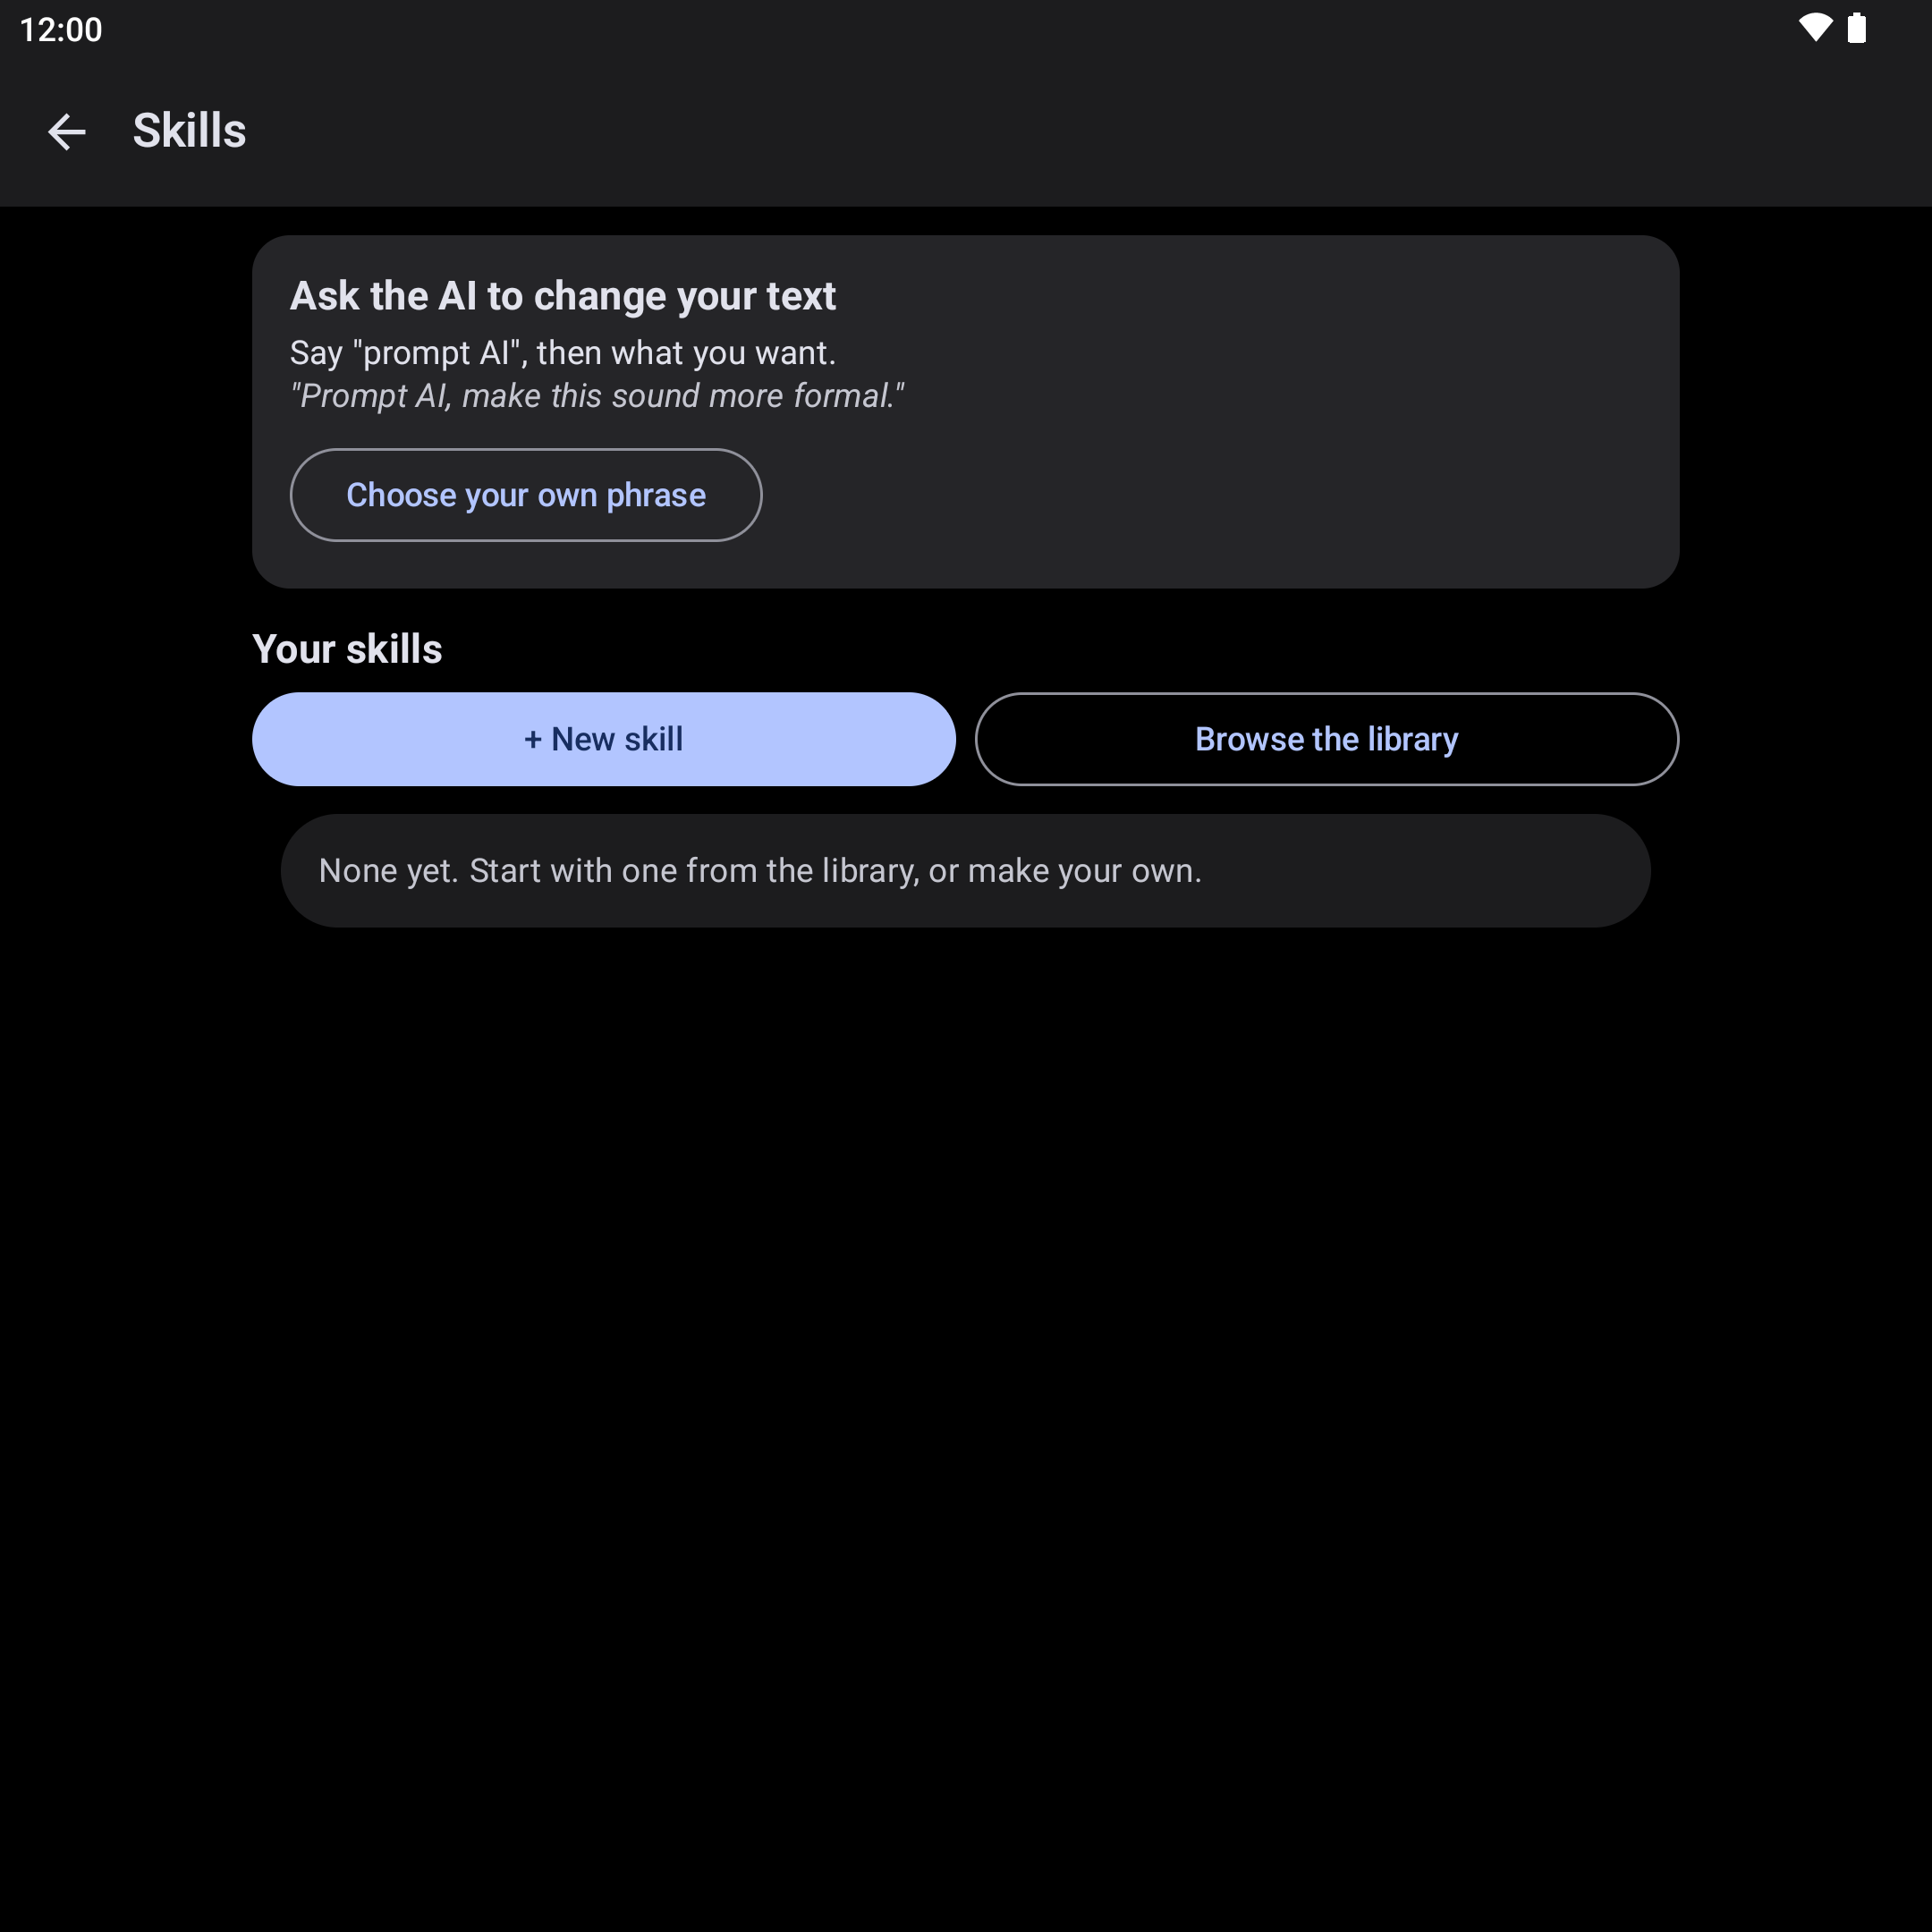 12:00
Skills
Ask the AI to change your text
Say "prompt AI", then what you want.
"Prompt AI, make this sound more formal."
Choose your own phrase
Your skills
+ New skill
Browse the library
None yet. Start with one from the library, or make your own.